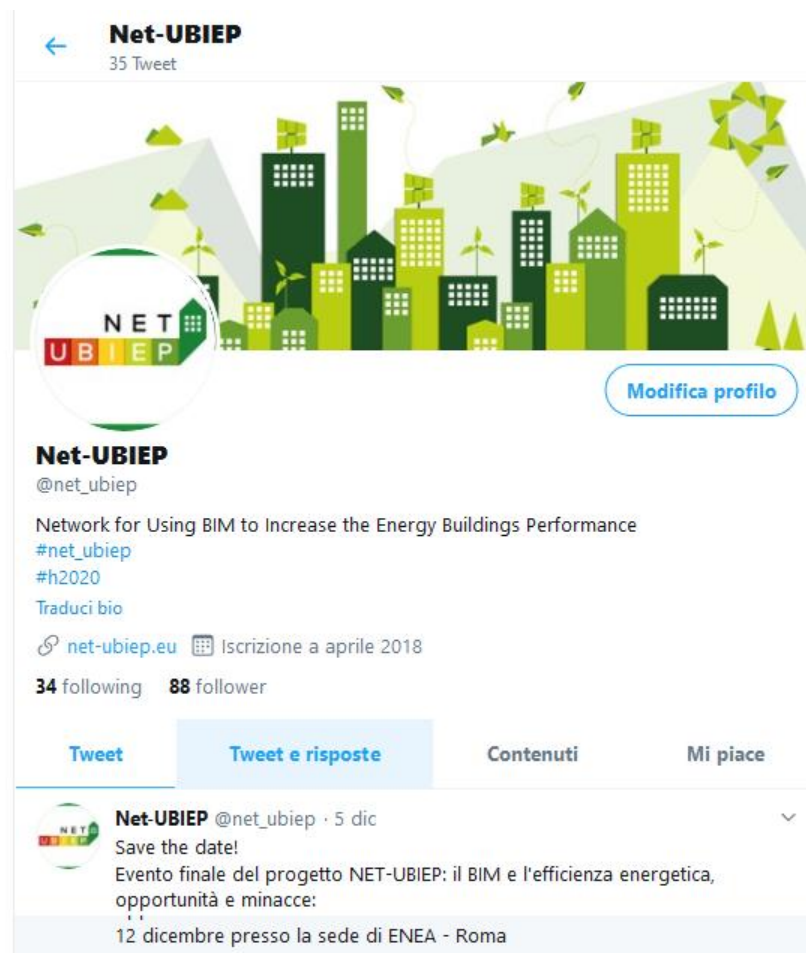 Net-UBIEP
35 Tweet
NET
UBIEP
Modifica profilo
Net-UBIEP
@net_ubiep
Network for Using BIM to Increase the Energy Buildings Performance
#net_ubiep
#h2020
Traduci bio
net-ubiep.eu Iscrizione a aprile 2018
34 following 88 follower
Tweet Tweet e risposte Contenuti Mi piace
NET
UBIEP
Net-UBIEP @net_ubiep · 5 dic
Save the date!
Evento finale del progetto NET-UBIEP: il BIM e l'efficienza energetica,
opportunità e minacce:
12 dicembre presso la sede di ENEA - Roma